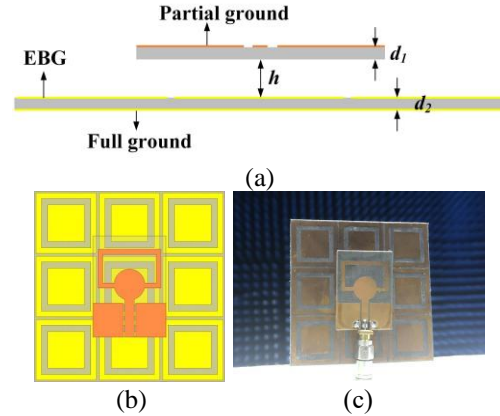 Partial ground
EBG
h
d1
d2
Full ground
(a)
(b)
(c)